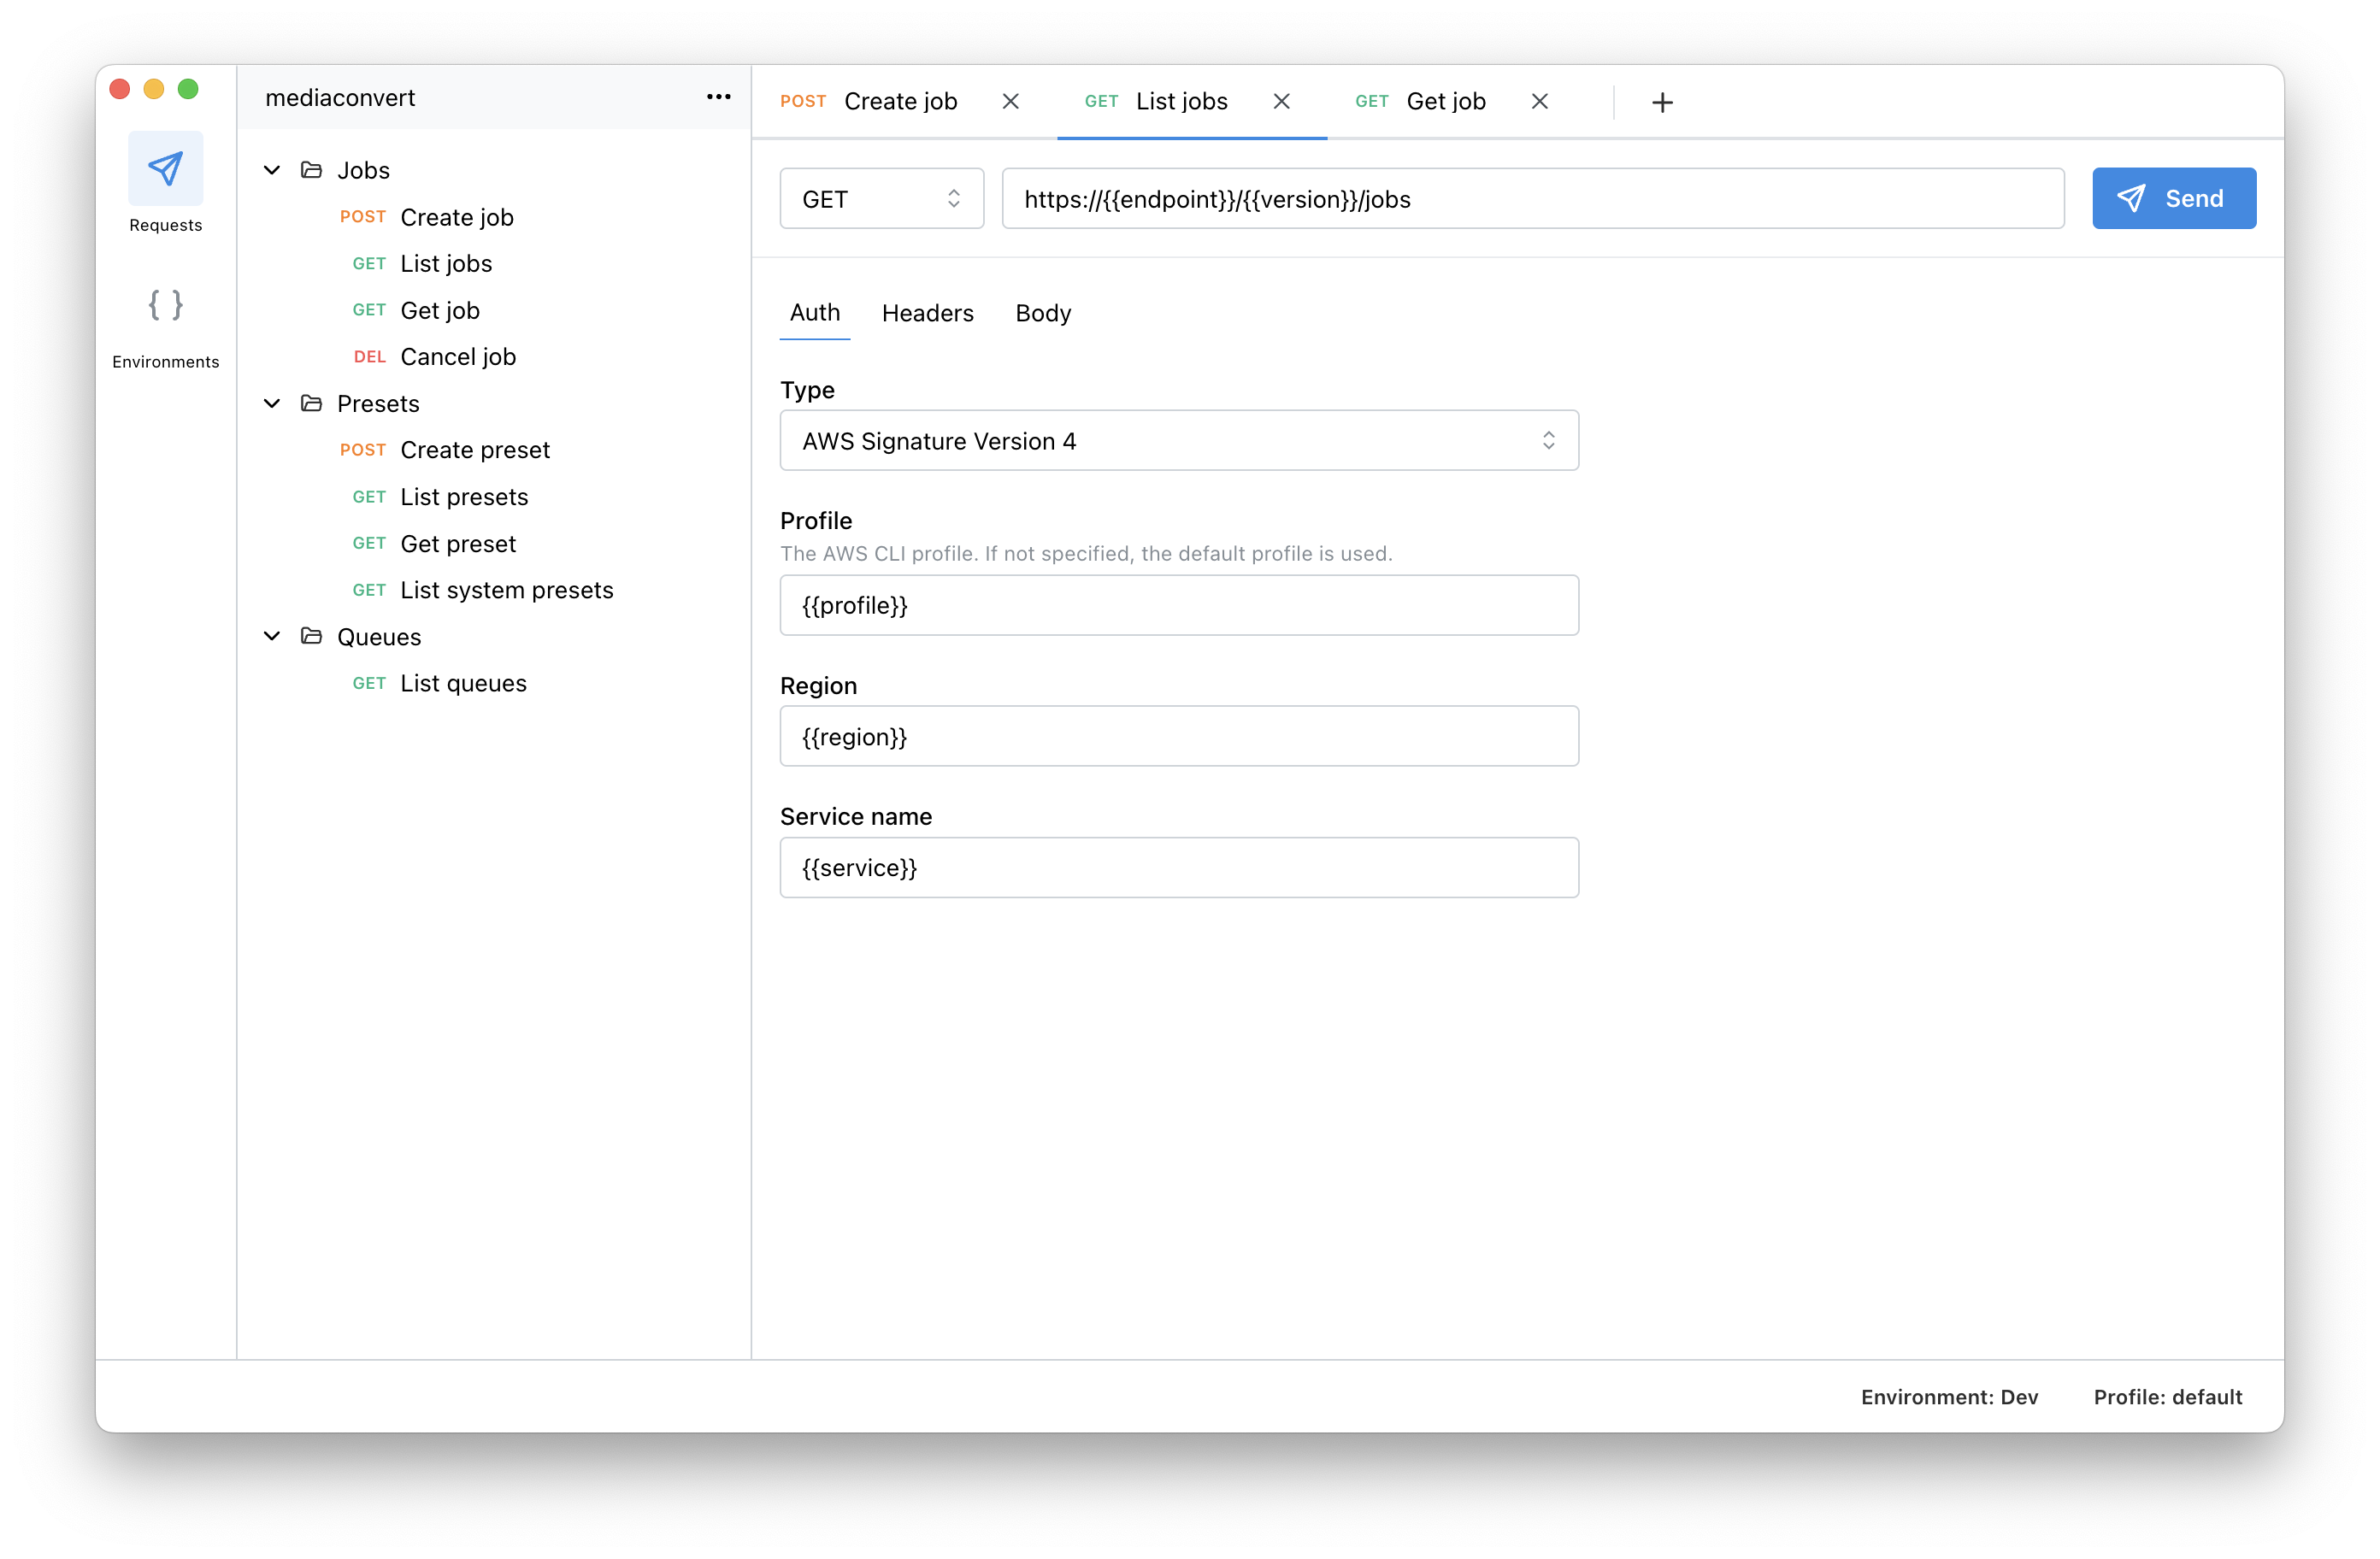 Requests
Environments
mediaconvert
Jobs
POST Create job
GET List jobs
GET Get job
DEL Cancel job
Presets
POST Create preset
GET List presets
GET Get preset
GET List system presets
Queues
GET List queues
POST Create job GET List jobs GET Get job
GET https://{{endpoint}}/{{version}}/jobs Send
Auth Headers Body
Type
AWS Signature Version 4
Profile
The AWS CLI profile. If not specified, the default profile is used.
{{profile}}
Region
{{region}}
Service name
{{service}}
Environment: Dev Profile: default